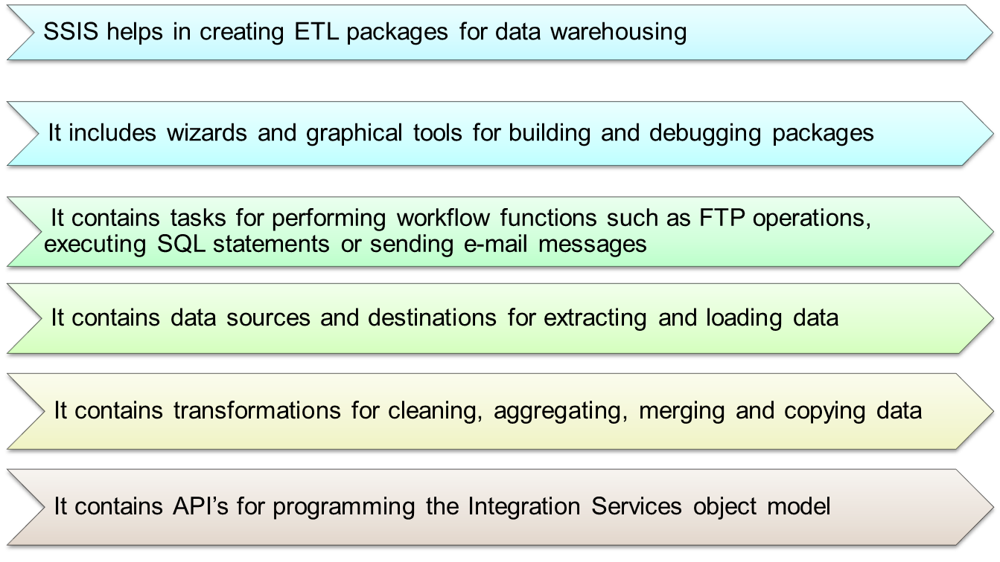 SSIS helps in creating ETL packages for data warehousing
It includes wizards and graphical tools for building and debugging packages
It contains tasks for performing workflow functions such as FTP operations,
executing SQL statements or sending e-mail messages
It contains data sources and destinations for extracting and loading data
It contains transformations for cleaning, aggregating, merging and copying data
It contains API’s for programming the Integration Services object model